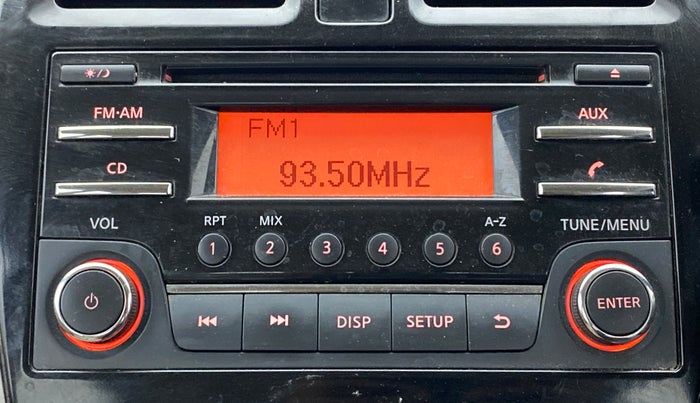 FM·AM
CD
FM1
93.50MHz
AUX
VOL
RPT MIX A-Z
TUNE/MENU
1 2 3 4 5 6
DISP SETUP
ENTER